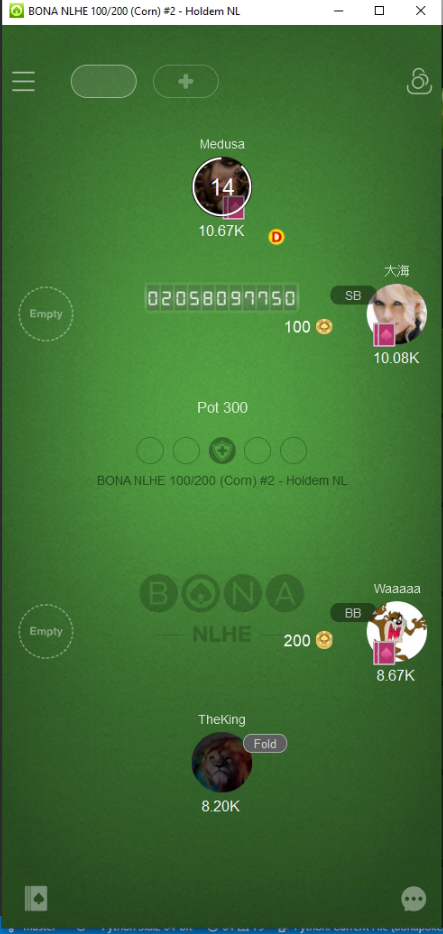 BONA NLHE 100/200 (Corn) #2 - Holdem NL
Medusa
14
10.67K
D
大海
SB
02058097750
Empty
100
10.08K
Pot 300
BONA NLHE 100/200 (Corn) #2 - Holdem NL
BONA
NLHE
Waaaaa
BB
Empty
200
8.67K
TheKing
Fold
8.20K
master